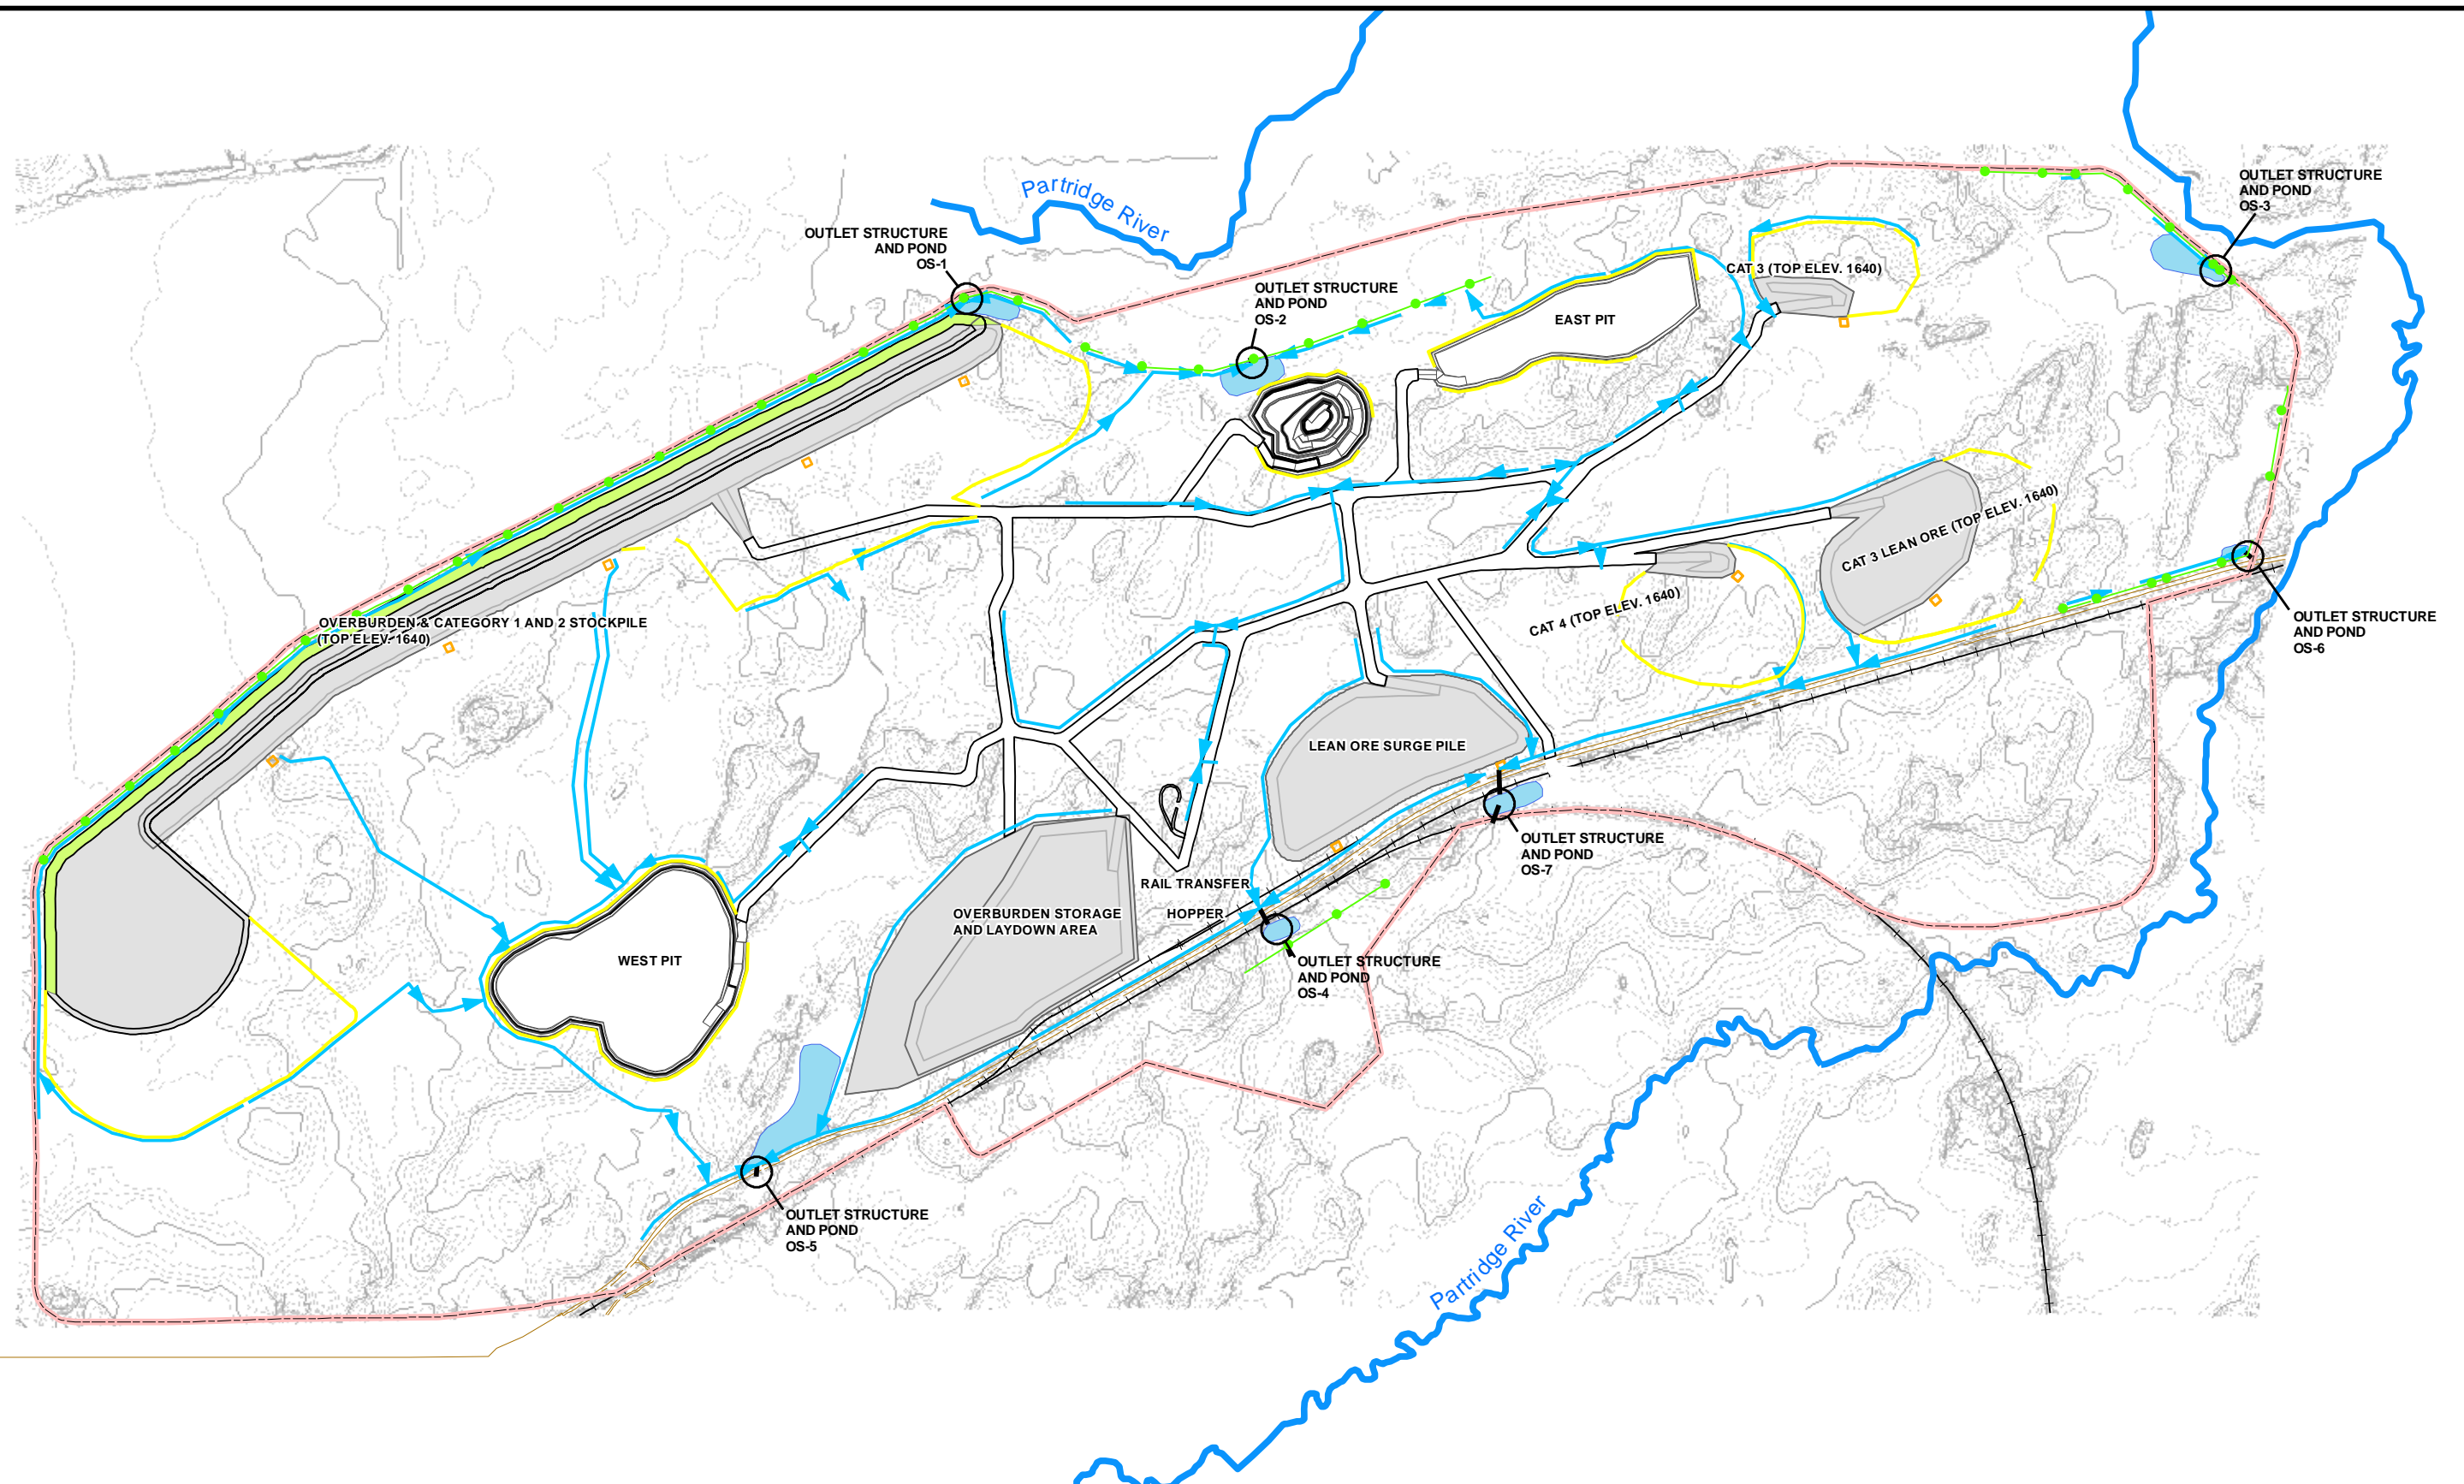 Partridge River
OUTLET STRUCTURE
AND POND
OS-3
OUTLET STRUCTURE
AND POND
OS-1
OUTLET STRUCTURE
AND POND
OS-2
CAT 3 (TOP ELEV. 1640)
EAST PIT
CAT 3 LEAN ORE (TOP ELEV. 1640)
CAT 4 (TOP ELEV. 1640)
OVERBURDEN & CATEGORY 1 AND 2 STOCKPILE
(TOP ELEV. 1640)
OUTLET STRUCTURE
AND POND
OS-6
LEAN ORE SURGE PILE
OUTLET STRUCTURE
AND POND
OS-7
RAIL TRANSFER
HOPPER
OVERBURDEN STORAGE
AND LAYDOWN AREA
WEST PIT
OUTLET STRUCTURE
AND POND
OS-4
OUTLET STRUCTURE
AND POND
OS-5
Partridge River